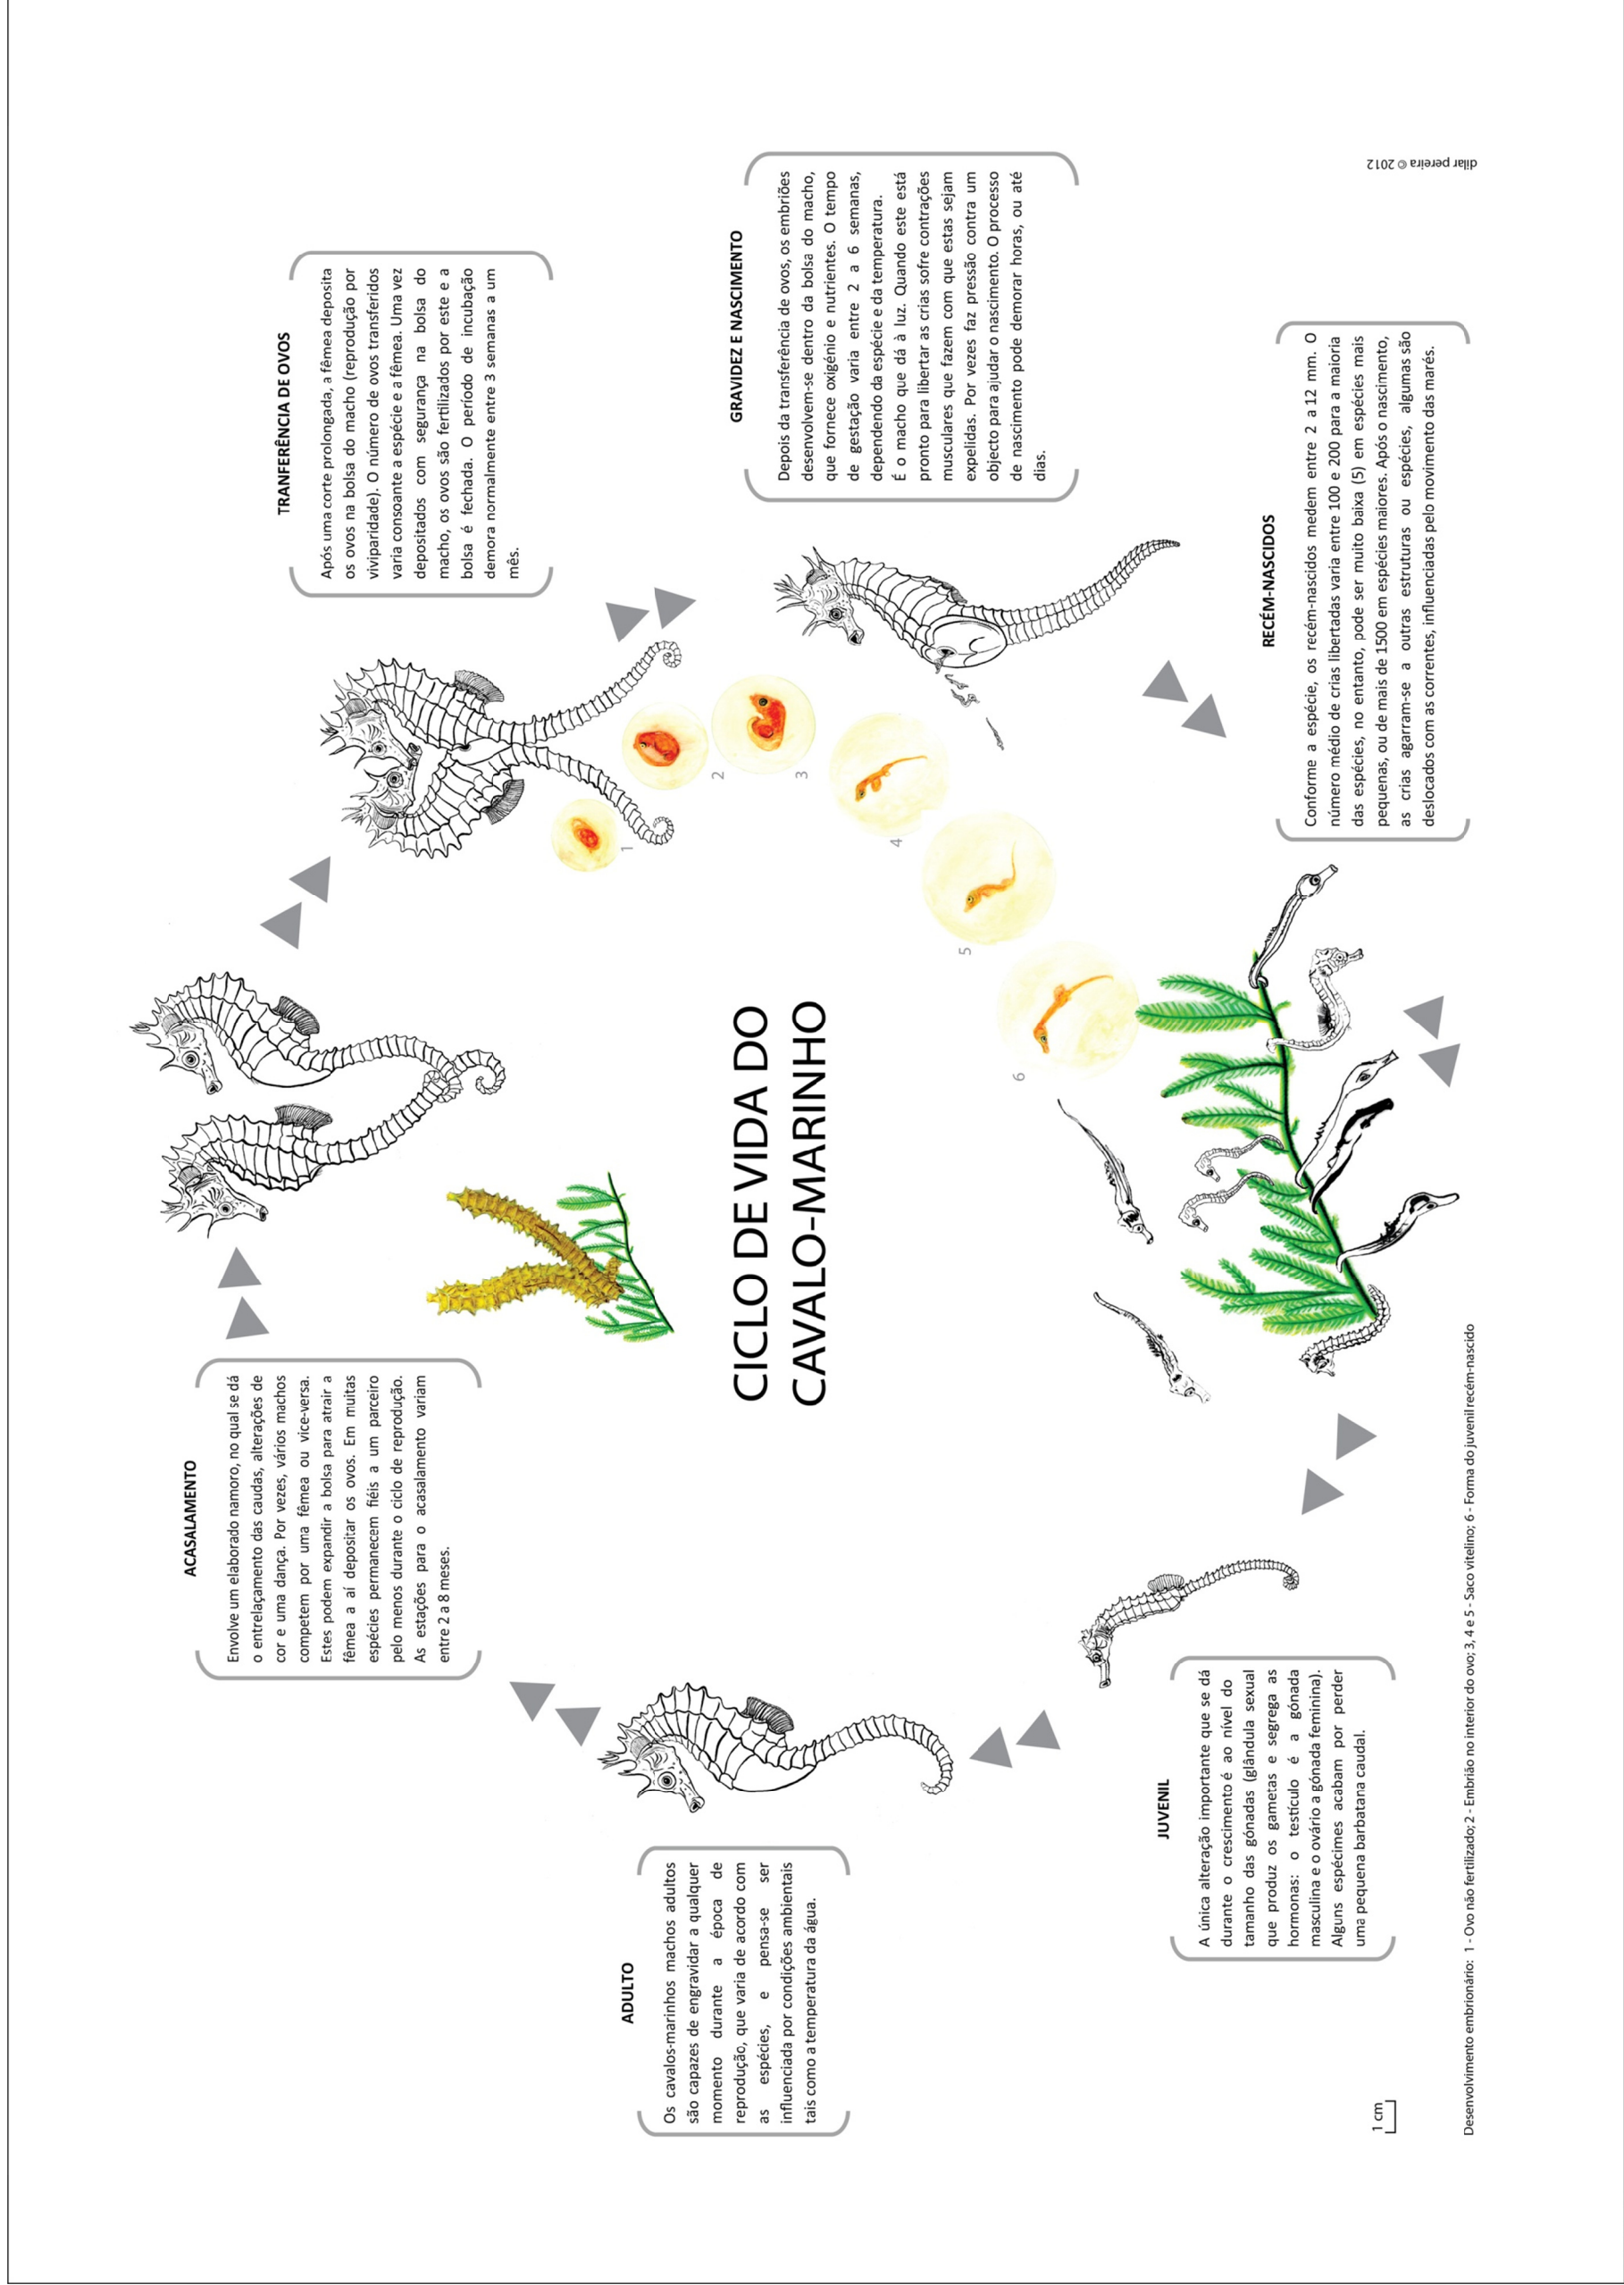 CICLO DE VIDA DO
CAVALO-MARINHO
ACASALAMENTO
Envolve um elaborado namoro, no qual se dá
o entrelaçamento das caudas, alterações de
cor e uma dança. Por vezes, vários machos
competem por uma fêmea ou vice-versa.
Estes podem expandir a bolsa para atrair a
fêmea a aí depositar os ovos. Em muitas
espécies permanecem fiéis a um parceiro
pelo menos durante o ciclo de reprodução.
As estações para o acasalamento variam
entre 2 a 8 meses.
TRANFERÊNCIA DE OVOS
Após uma corte prolongada, a fêmea deposita
os ovos na bolsa do macho (reprodução por
viviparidade). O número de ovos transferidos
varia consoante a espécie e a fêmea. Uma vez
depositados com segurança na bolsa do
macho, os ovos são fertilizados por este e a
bolsa é fechada. O período de incubação
demora normalmente entre 3 semanas a um
mês.
GRAVIDEZ E NASCIMENTO
Depois da transferência de ovos, os embriões
desenvolvem-se dentro da bolsa do macho,
que fornece oxigénio e nutrientes. O tempo
de gestação varia entre 2 a 6 semanas,
dependendo da espécie e da temperatura.
É o macho que dá à luz. Quando este está
pronto para libertar as crias sofre contrações
musculares que fazem com que estas sejam
expelidas. Por vezes faz pressão contra um
objecto para ajudar o nascimento. O processo
de nascimento pode demorar horas, ou até
dias.
RECÉM-NASCIDOS
Conforme a espécie, os recém-nascidos medem entre 2 a 12 mm. O
número médio de crias libertadas varia entre 100 e 200 para a maioria
das espécies, no entanto, pode ser muito baixa (5) em espécies mais
pequenas, ou de mais de 1500 em espécies maiores. Após o nascimento,
as crias agarram-se a outras estruturas ou espécies, algumas são
deslocados com as correntes, influenciadas pelo movimento das marés.
JUVENIL
A única alteração importante que se dá
durante o crescimento é ao nível do
tamanho das gónadas (glândula sexual
que produz os gametas e segrega as
hormonas: o testículo é a gónada
masculina e o ovário a gónada feminina).
Alguns espécimes acabam por perder
uma pequena barbatana caudal.
ADULTO
Os cavalos-marinhos machos adultos
são capazes de engravidar a qualquer
momento durante a época de
reprodução, que varia de acordo com
as espécies, e pensa-se ser
influenciada por condições ambientais
tais como a temperatura da água.
1
2
3
4
5
6
1 cm
Desenvolvimento embrionário: 1 - Ovo não fertilizado; 2 - Embrião no interior do ovo; 3, 4 e 5 - Saco vitelino; 6 - Forma do juvenil recém-nascido
dilar pereira © 2012